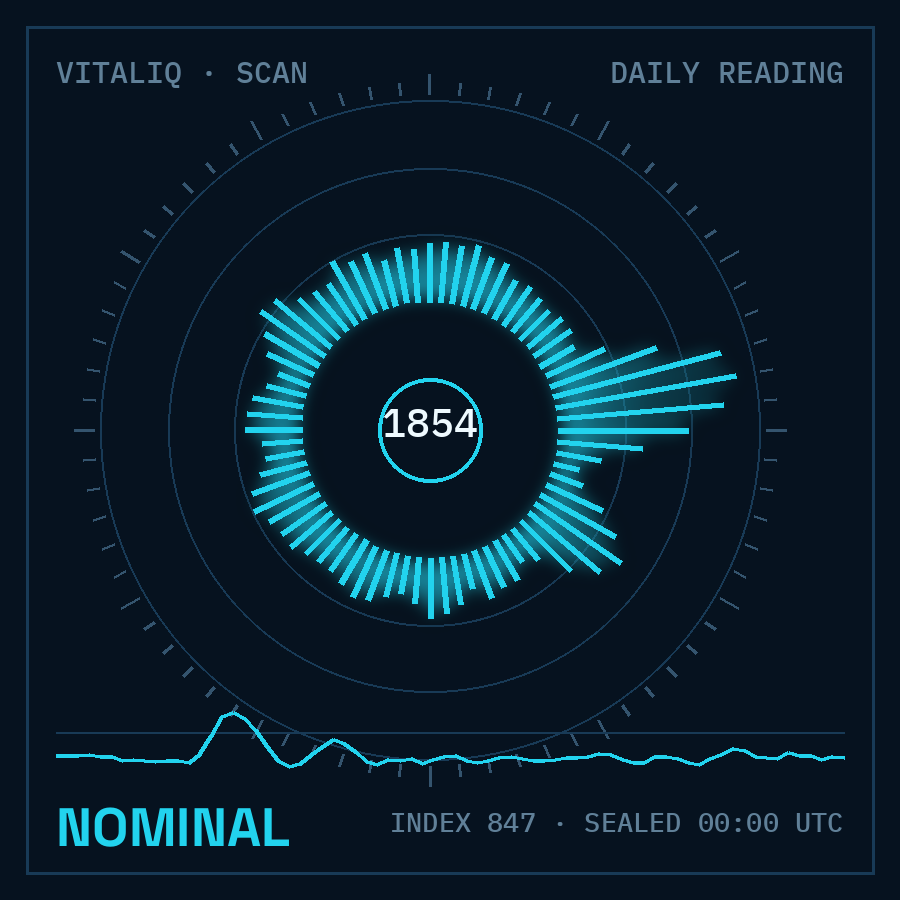 VITALIQ · SCAN
DAILY READING
1854
NOMINAL
INDEX 847 · SEALED 00:00 UTC